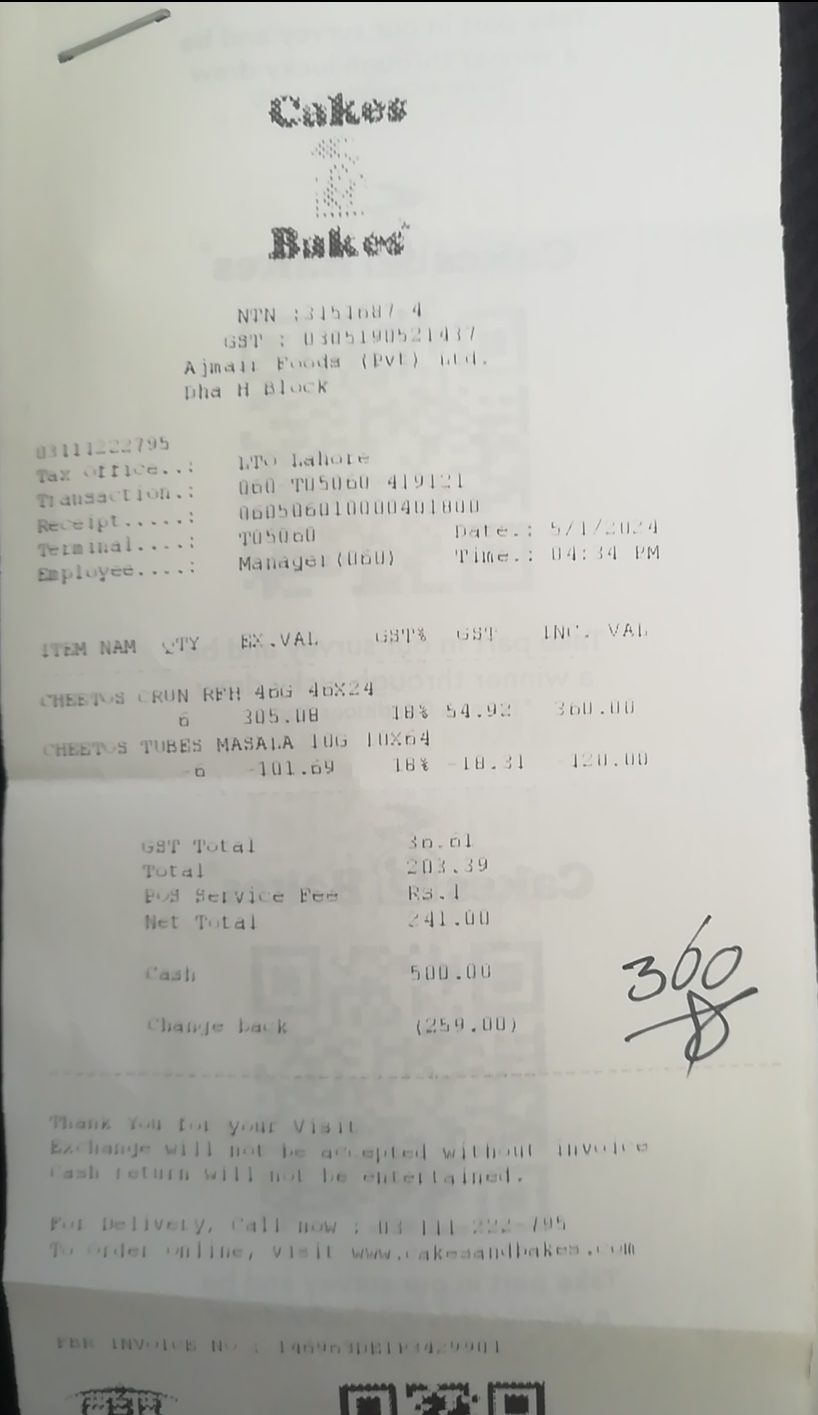 Cakes
&
Bakes
NTN :3151687-4
GST : 0305190521437
Ajmair Foods (Pvt) Ltd.
Dha H Block
03111222795
Tax Office..: LTO Lahore
Transaction.: 060-T05060-419121
Receipt.....: 060506010000401800
Terminal....: T05060 Date.: 5/1/2024
Employee....: Manager(060) Time.: 04:34 PM
ITEM NAM QTY EX.VAL GST% GST INC. VAL
CHEETOS CRUN RFH 46G 46X24
6 305.08 18% 54.92 360.00
CHEETOS TUBES MASALA 10G 10X64
-6 -101.69 18% -18.31 -120.00
GST Total 36.61
Total 203.39
POS Service Fee Rs.1
Net Total 241.00
Cash 500.00
Change back (259.00)
360
Thank You for your Visit
Exchange will not be accepted without invoice
Cash return will not be entertained.
For Delivery, Call now : 03-111-222-795
To order online, visit www.cakesandbakes.com
FBR INVOICE No :